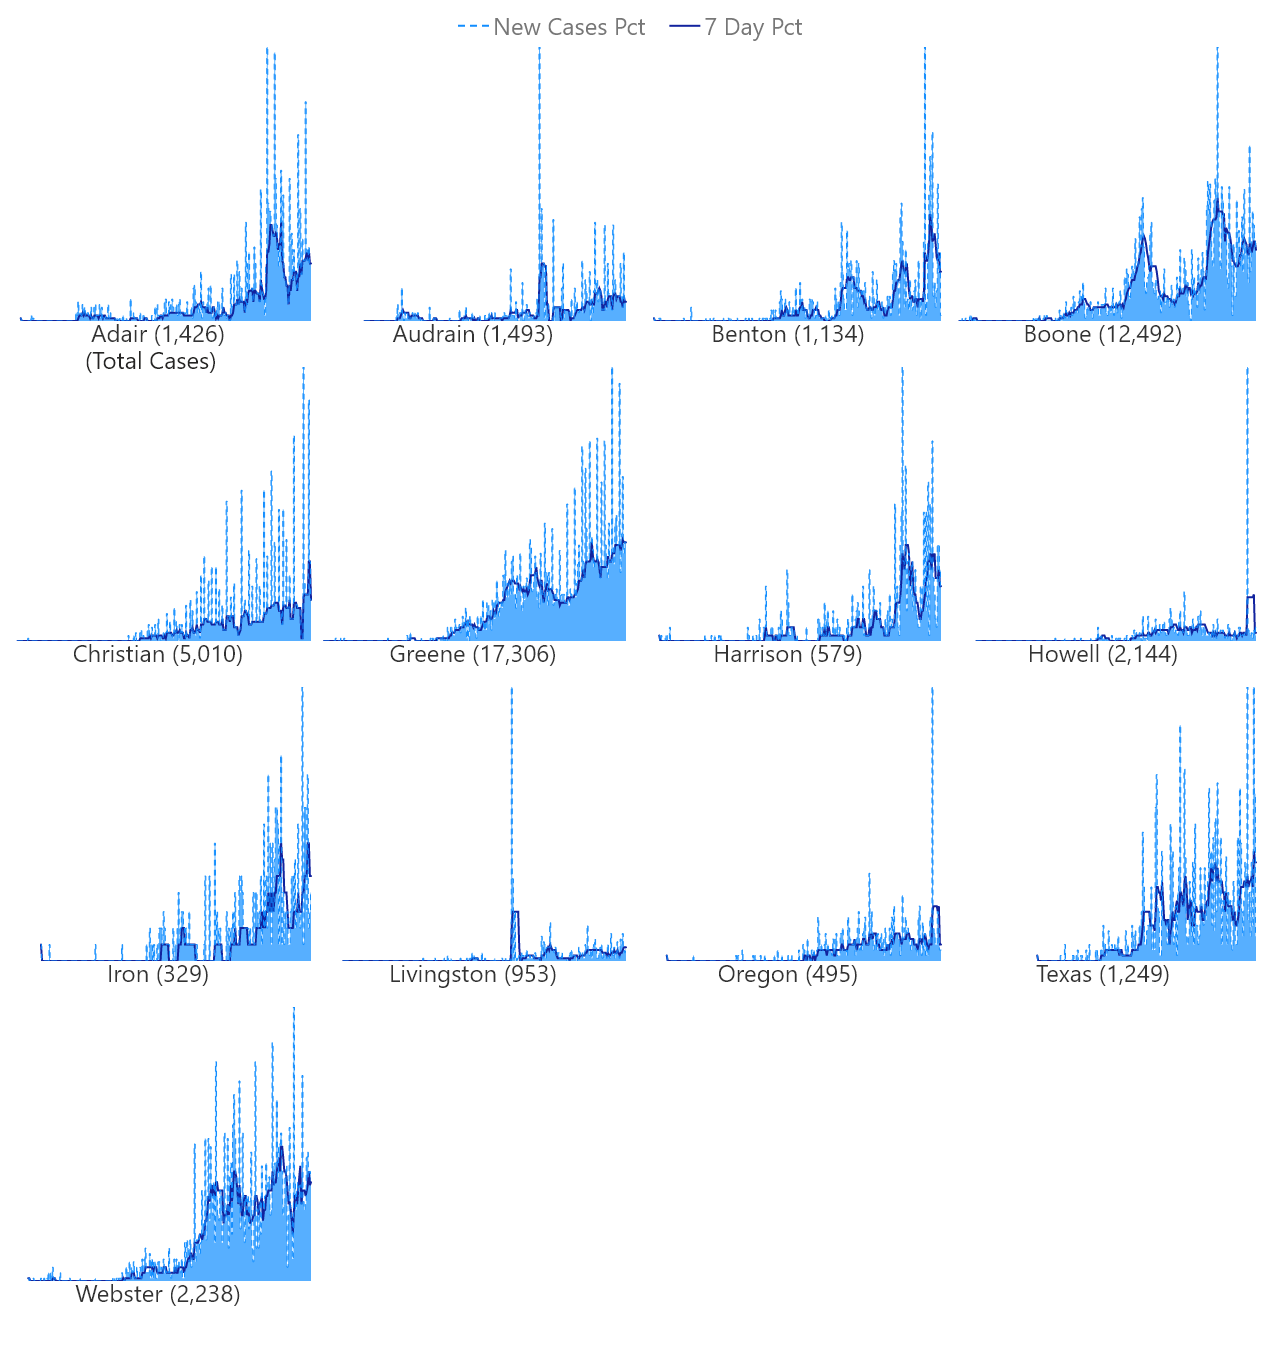 New Cases Pct 7 Day Pct
Adair (1,426) Audrain (1,493) Benton (1,134) Boone (12,492)
(Total Cases)
Christian (5,010) Greene (17,306) Harrison (579) Howell (2,144)
Iron (329) Livingston (953) Oregon (495) Texas (1,249)
Webster (2,238)